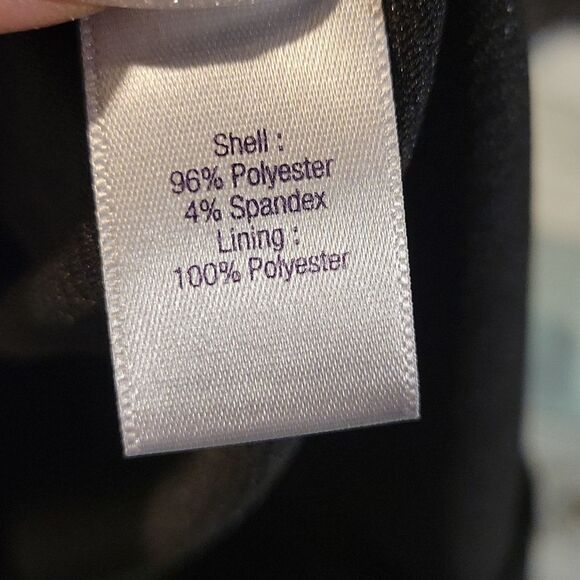 Shell :
96% Polyester
4% Spandex
Lining :
100% Polyester